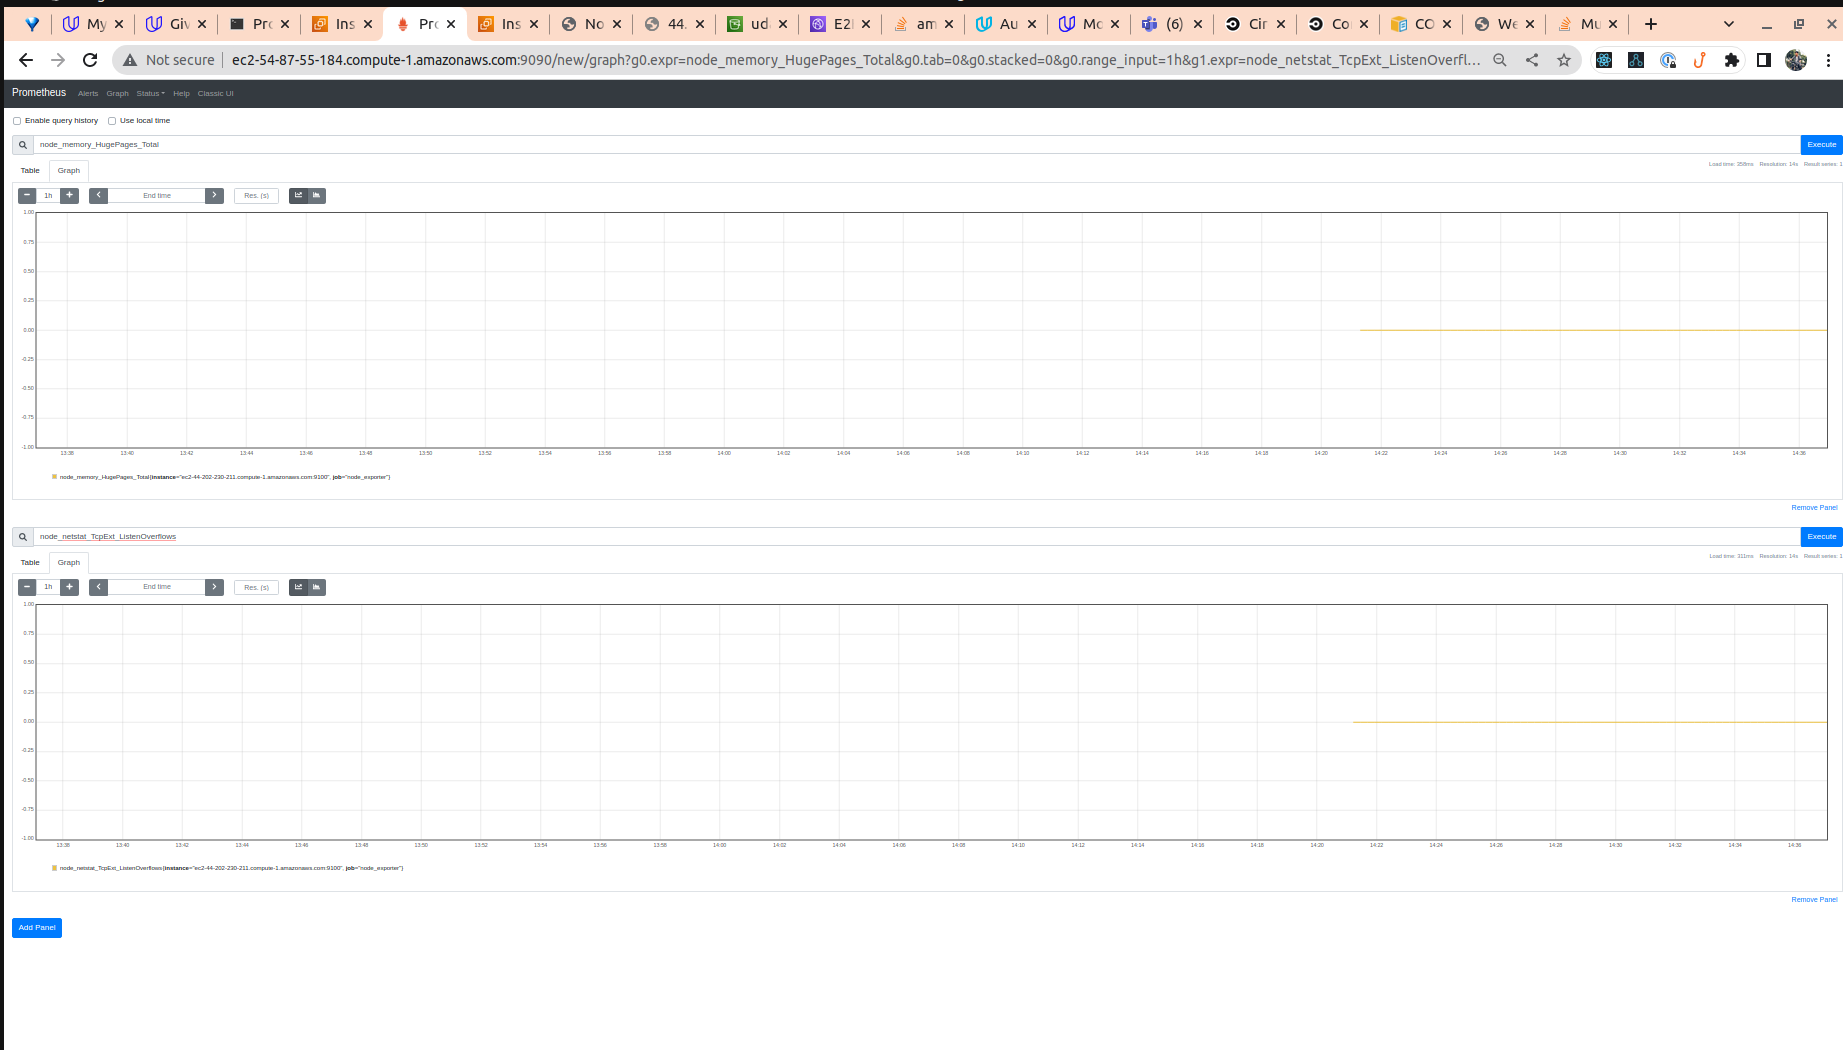 My Giv Pro Ins Pro Ins No 44. ud E2I am Au Mo (6) Cir Co CO We Mu
Not secure ec2-54-87-55-184.compute-1.amazonaws.com:9090/new/graph?g0.expr=node_memory_HugePages_Total&g0.tab=0&g0.stacked=0&g0.range_input=1h&g1.expr=node_netstat_TcpExt_ListenOverfl...
Prometheus Alerts Graph Status Help Classic UI
Enable query history Use local time
node_memory_HugePages_Total Execute
Load time: 358ms Resolution: 14s Result series: 1
Table Graph
1h End time Res. (s)
1.00
0.75
0.50
0.25
0.00
-0.25
-0.50
-0.75
-1.00
13:38 13:40 13:42 13:44 13:46 13:48 13:50 13:52 13:54 13:56 13:58 14:00 14:02 14:04 14:06 14:08 14:10 14:12 14:14 14:16 14:18 14:20 14:22 14:24 14:26 14:28 14:30 14:32 14:34 14:36
node_memory_HugePages_Total{instance="ec2-44-202-230-211.compute-1.amazonaws.com:9100", job="node_exporter"}
Remove Panel
node_netstat_TcpExt_ListenOverflows Execute
Load time: 311ms Resolution: 14s Result series: 1
Table Graph
1h End time Res. (s)
1.00
0.75
0.50
0.25
0.00
-0.25
-0.50
-0.75
-1.00
13:38 13:40 13:42 13:44 13:46 13:48 13:50 13:52 13:54 13:56 13:58 14:00 14:02 14:04 14:06 14:08 14:10 14:12 14:14 14:16 14:18 14:20 14:22 14:24 14:26 14:28 14:30 14:32 14:34 14:36
node_netstat_TcpExt_ListenOverflows{instance="ec2-44-202-230-211.compute-1.amazonaws.com:9100", job="node_exporter"}
Remove Panel
Add Panel